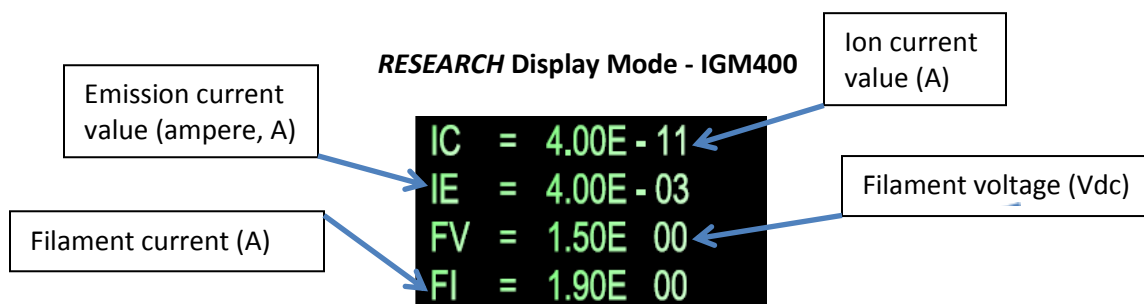 RESEARCH Display Mode - IGM400
Ion current
value (A)
Emission current
value (ampere, A)
IC = 4.00E - 11
IE = 4.00E - 03
FV = 1.50E 00
FI = 1.90E 00
Filament voltage (Vdc)
Filament current (A)